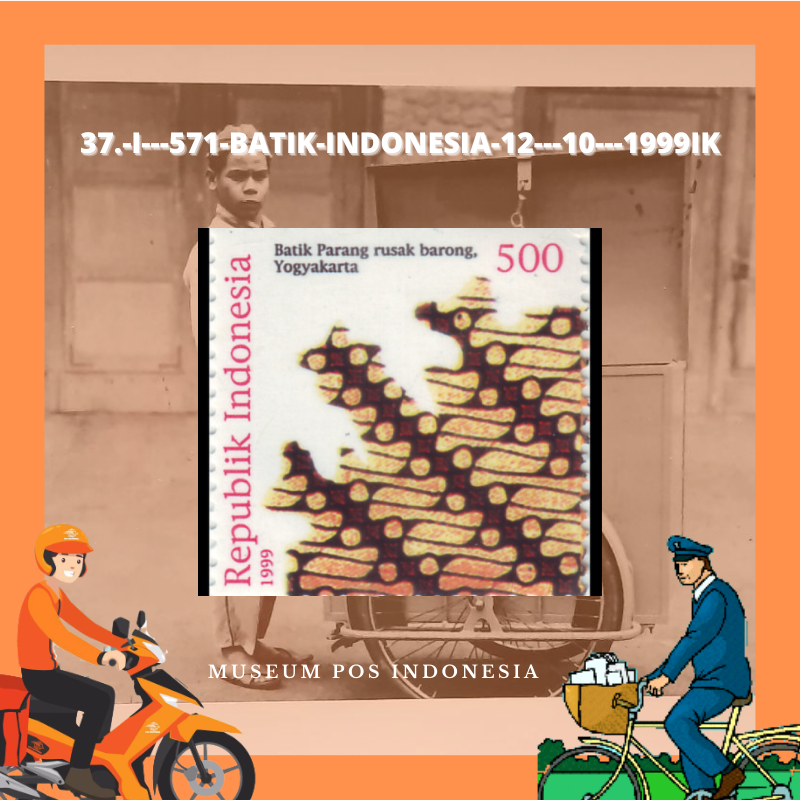 37.-I---571-BATIK-INDONESIA-12---10---1999IK
Batik Parang rusak barong,
Yogyakarta
500
Republik Indonesia
1999
MUSEUM POS INDONESIA